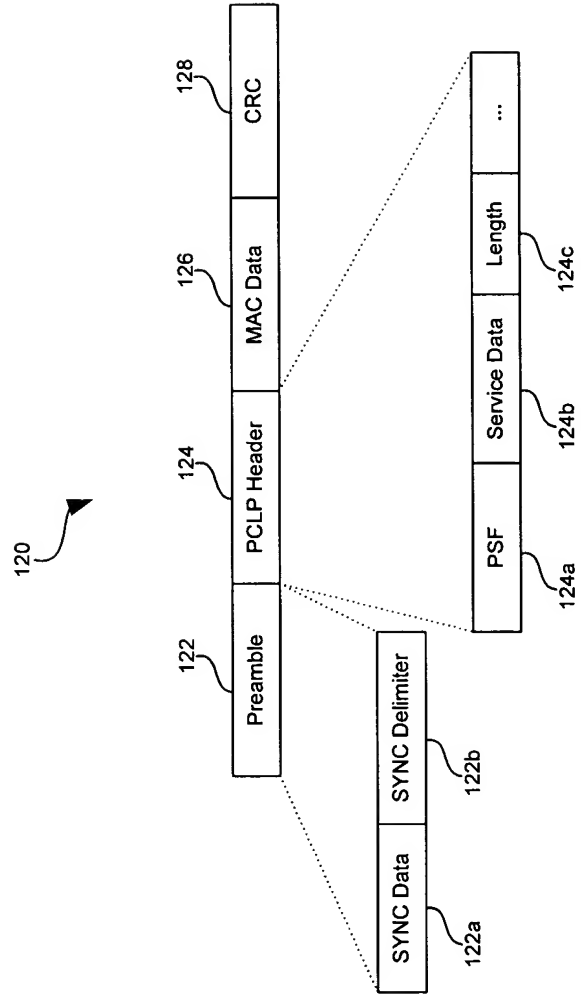 120
122
124
126
128
Preamble
PCLP Header
MAC Data
CRC
SYNC Data
SYNC Delimiter
122a
122b
PSF
Service Data
Length
...
124a
124b
124c